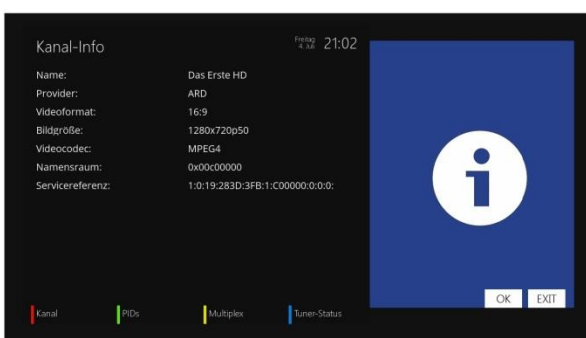 Kanal-Info
Freitag
4. Juli
21:02
Name: Das Erste HD
Provider: ARD
Videoformat: 16:9
Bildgröße: 1280x720p50
Videocodec: MPEG4
Namensraum: 0x00c00000
Servicereferenz: 1:0:19:283D:3FB:1:C00000:0:0:0:
OK EXIT
Kanal PIDs Multiplex Tuner-Status